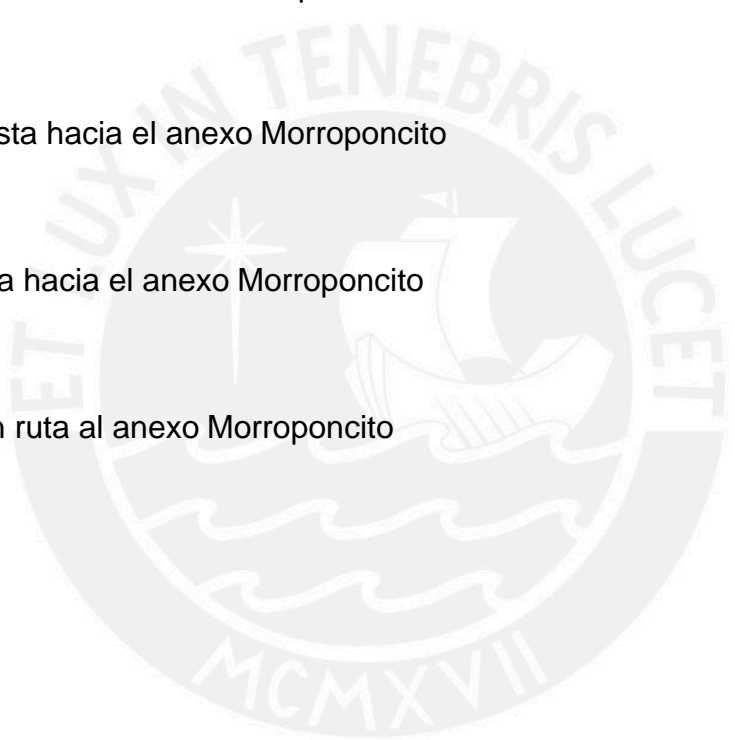 sta hacia el anexo Morroponcito
a hacia el anexo Morroponcito
n ruta al anexo Morroponcito
ET LUX IN TENEBRIS LUCET
MCMXVII